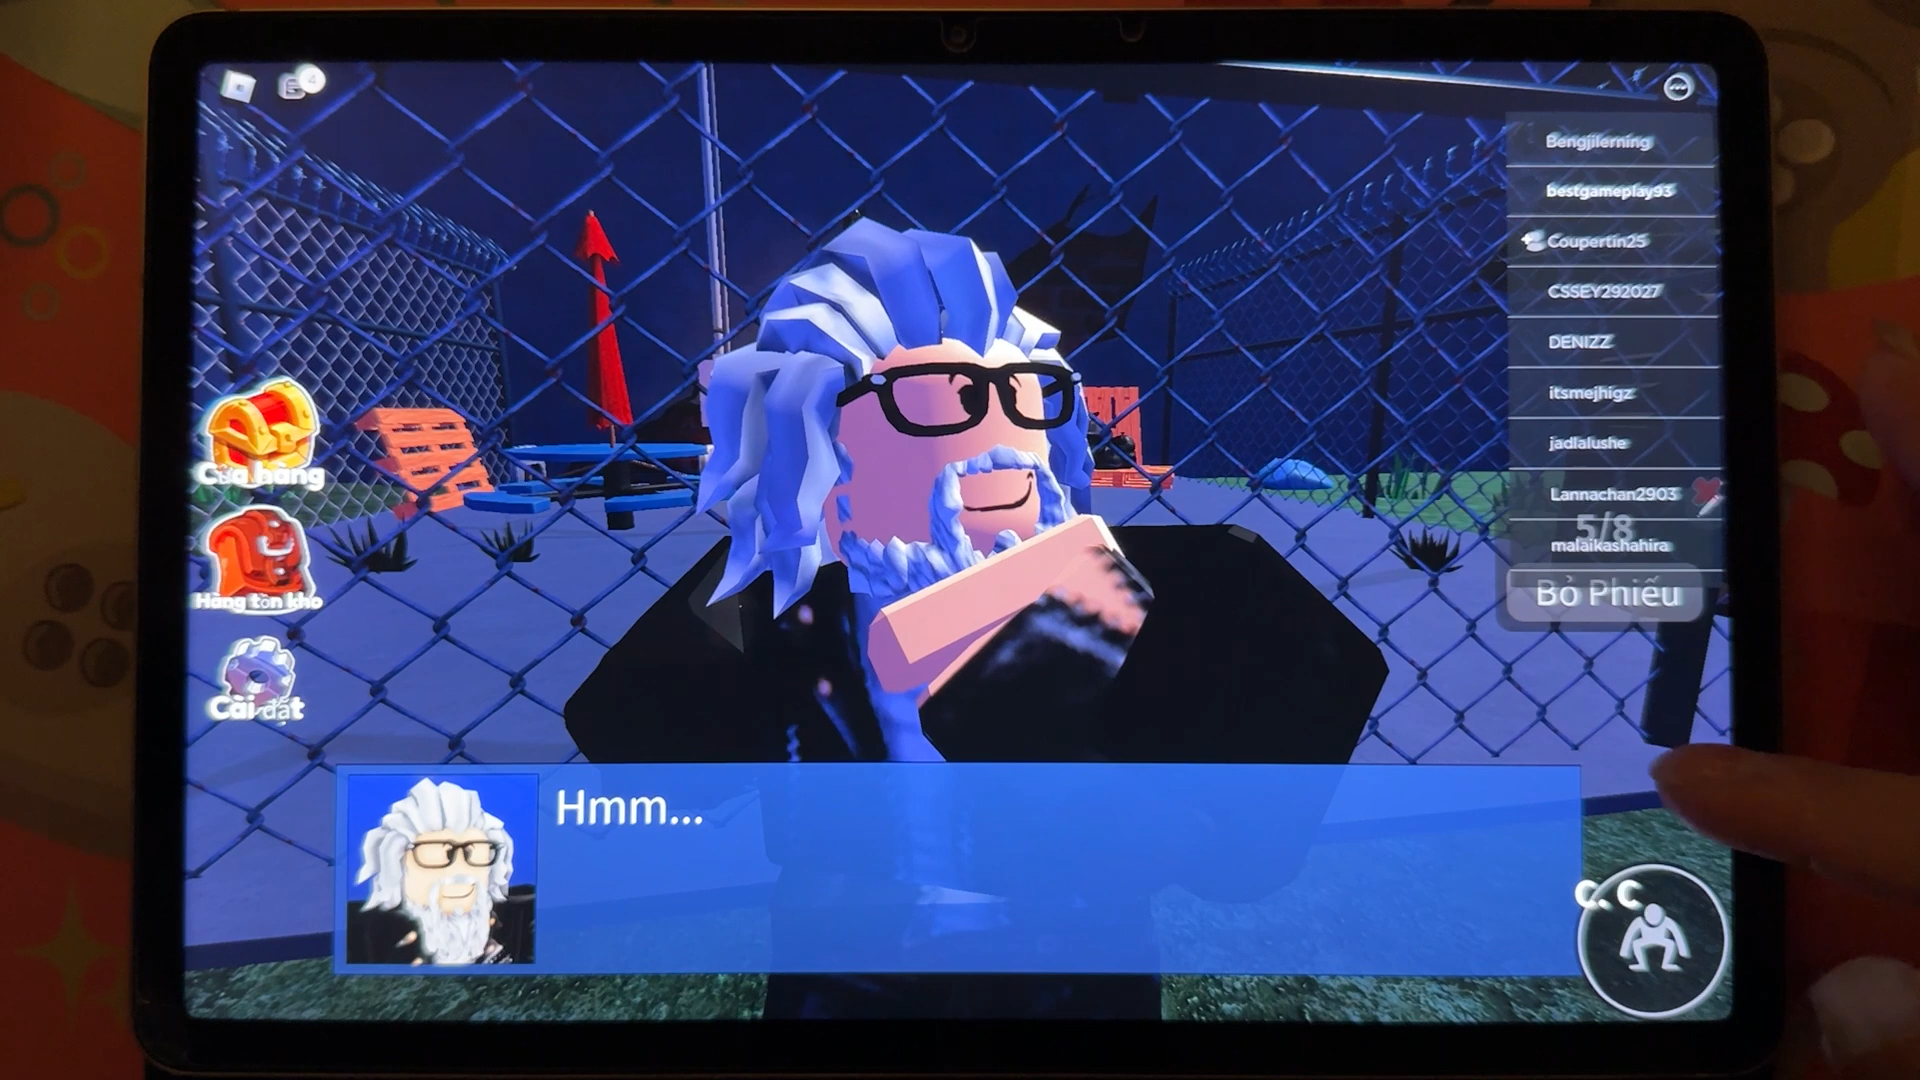 4
Bengjilerning
bestgameplay93
Coupertin25
CSSEY292027
DENIZZ
itsmejhigz
jadlalushe
Lannachan2903
5/8
malaikashahira
Bỏ Phiếu
Cửa hàng
Hàng tồn kho
Cài đặt
Hmm...
C. C